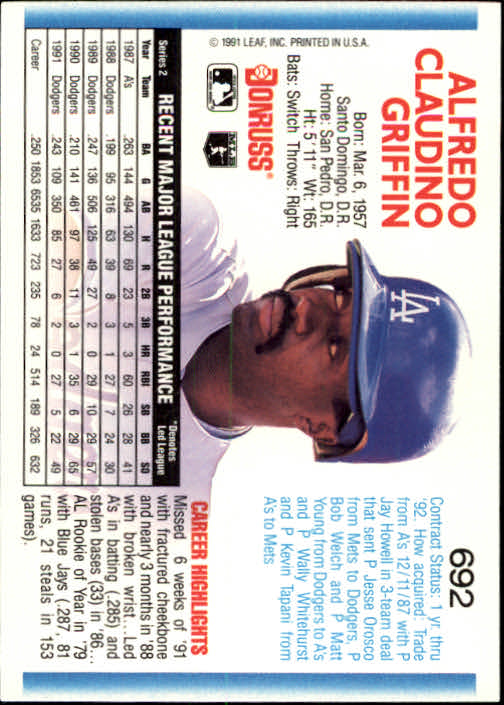 692
ALFREDO
CLAUDINO
GRIFFIN
Born: Mar. 6, 1957
Santo Domingo, D.R.
Home: San Pedro, D.R.
Ht: 5'11" Wt: 165
Bats: Switch Throws: Right
DONRUSS
© 1991 LEAF, INC. PRINTED IN U.S.A.
LA
Contract Status: 1 yr. thru
'92. How acquired: Trade
from A's 12/11/87 with P
Jay Howell in 3-team deal
that sent P Jesse Orosco
from Mets to Dodgers, P
Bob Welch and P Matt
Young from Dodgers to A's
and P Wally Whitehurst
and P Kevin Tapani from
A's to Mets
Series 2 RECENT MAJOR LEAGUE PERFORMANCE *Denotes Led League
Year Team BA G AB H R 2B 3B HR RBI SB BB SO
1987 A's .263 144 494 130 69 23 5 3 60 26 28 41
1988 Dodgers .199 95 316 63 39 8 3 1 27 7 24 30
1989 Dodgers .247 136 506 125 49 27 2 0 29 10 29 57
1990 Dodgers .210 141 461 97 38 11 3 1 35 6 29 65
1991 Dodgers .243 109 350 85 27 6 2 0 27 5 22 49
Career .250 1853 6535 1633 723 235 78 24 514 189 326 632
CAREER HIGHLIGHTS
Missed 6 weeks of '91
with fractured cheekbone
and nearly 3 months in '88
with broken wrist...Led
A's in batting (.285) and
stolen bases (33) in '86...
AL Rookie of Year in '79
with Blue Jays (.287, 81
runs, 21 steals in 153
games).